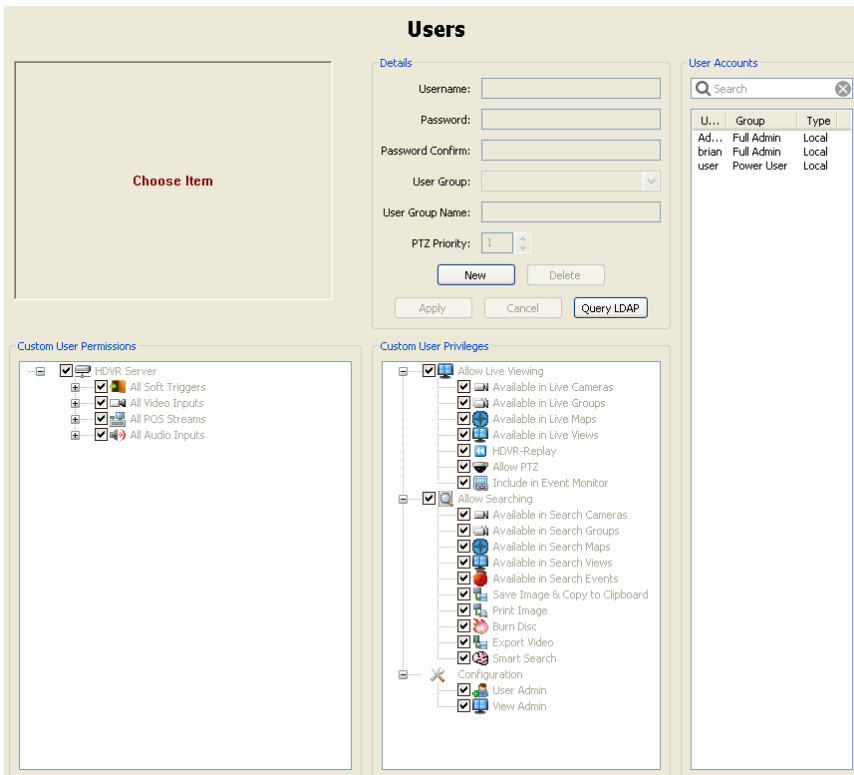 Users
Choose Item
Details
Username:
Password:
Password Confirm:
User Group:
User Group Name:
PTZ Priority:
1
New
Delete
Apply
Cancel
Query LDAP
User Accounts
Search
U... Group Type
Ad... Full Admin Local
brian Full Admin Local
user Power User Local
Custom User Permissions
HDVR Server
All Soft Triggers
All Video Inputs
All POS Streams
All Audio Inputs
Custom User Privileges
Allow Live Viewing
Available in Live Cameras
Available in Live Groups
Available in Live Maps
Available in Live Views
HDVR-Replay
Allow PTZ
Include in Event Monitor
Allow Searching
Available in Search Cameras
Available in Search Groups
Available in Search Maps
Available in Search Views
Available in Search Events
Save Image & Copy to Clipboard
Print Image
Burn Disc
Export Video
Smart Search
Configuration
User Admin
View Admin